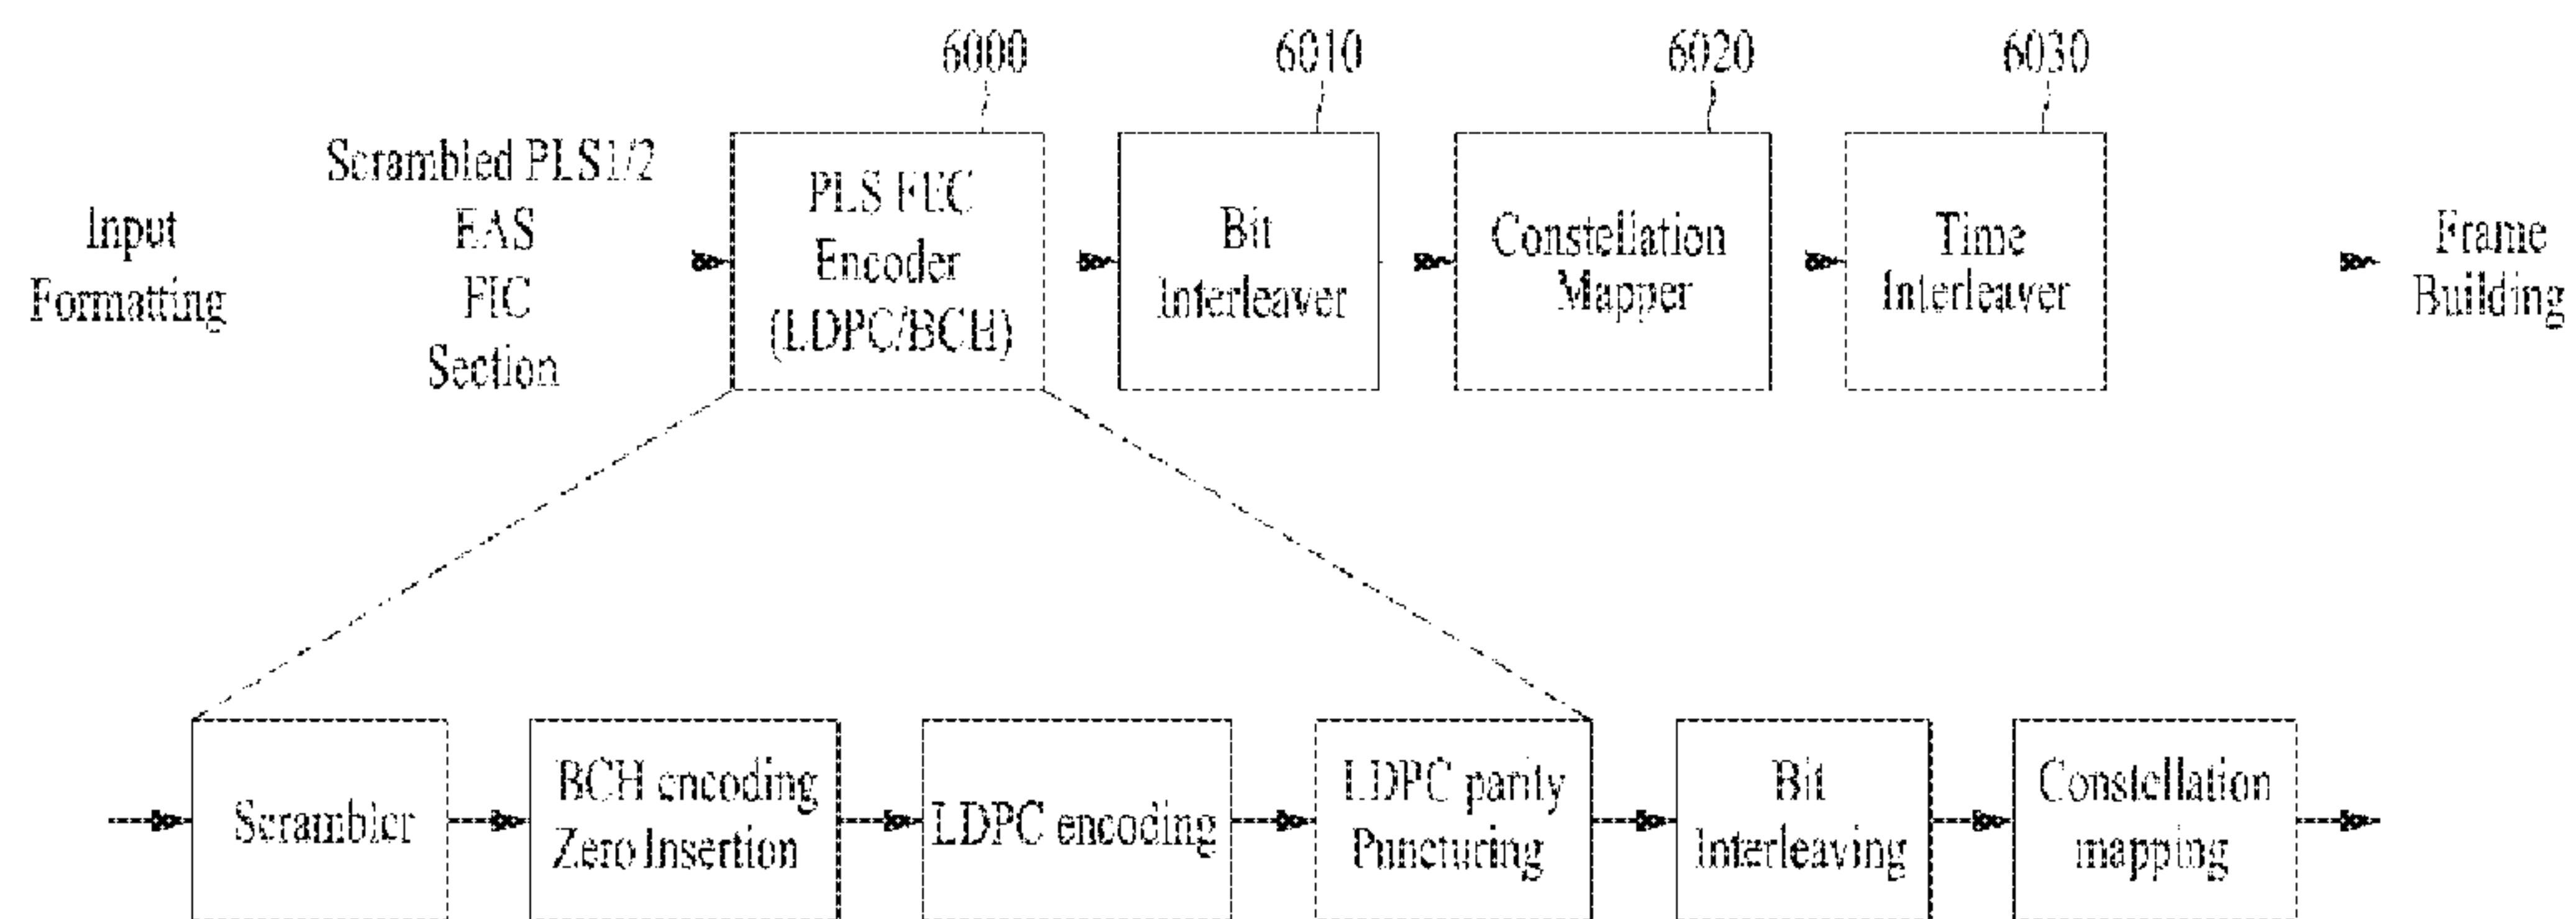 6000
6010
6020
6030
Input
Formatting
Scrambled PLS1/2
EAS
FIC
Section
PLS FEC
Encoder
(LDPC/BCH)
Bit
Interleaver
Constellation
Mapper
Time
Interleaver
Frame
Building
Scrambler
BCH encoding
Zero Insertion
LDPC encoding
LDPC parity
Puncturing
Bit
Interleaving
Constellation
mapping